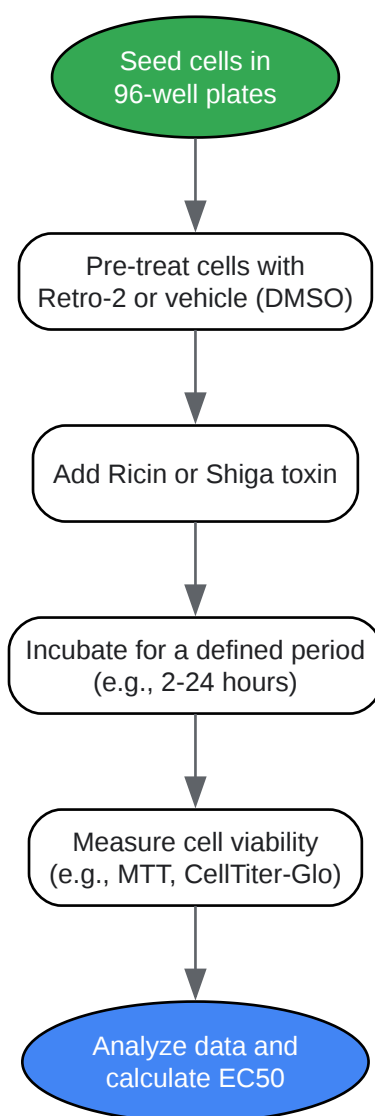 Seed cells in
96-well plates
Pre-treat cells with
Retro-2 or vehicle (DMSO)
Add Ricin or Shiga toxin
Incubate for a defined period
(e.g., 2-24 hours)
Measure cell viability
(e.g., MTT, CellTiter-Glo)
Analyze data and
calculate EC50